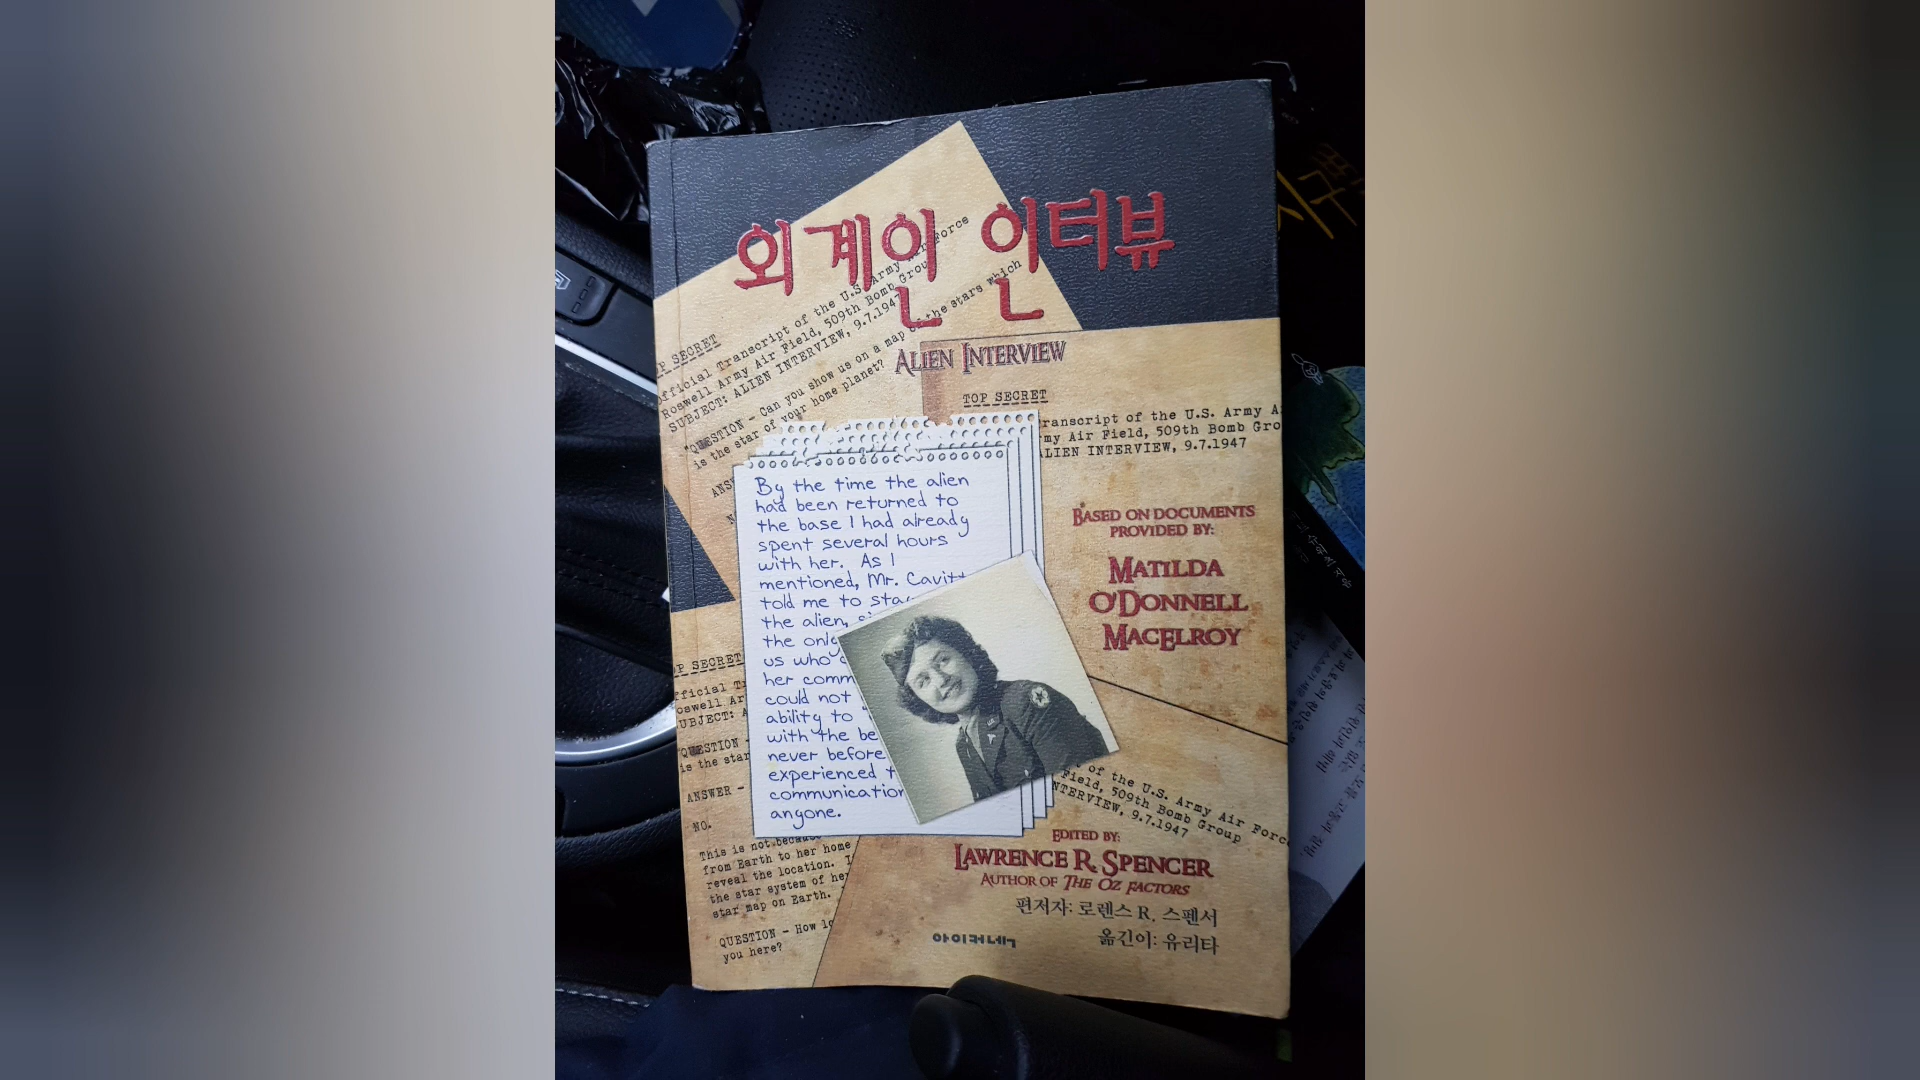 외계인 인터뷰
ALIEN INTERVIEW
TOP SECRET
Official Transcript of the U.S. Army Air Force
Roswell Army Air Field, 509th Bomb Group
SUBJECT: ALIEN INTERVIEW, 9.7.1947
"QUESTION - Can you show us on a map of the stars which
is the star of your home planet?
TOP SECRET
Transcript of the U.S. Army A
my Air Field, 509th Bomb Gro
ALIEN INTERVIEW, 9.7.1947
By the time the alien
had been returned to
the base I had already
spent several hours
with her. As I
mentioned, Mr. Cavitt
told me to stay
the alien,
the only
us who
her comm
could not
ability to
with the be
never before
experienced
communication
anyone.
BASED ON DOCUMENTS
PROVIDED BY:
MATILDA
O'DONNELL
MACELROY
OP SECRET
fficial Tr
oswell Ar
UBJECT: A
"QUESTION -
is the star
ANSWER -
NO.
This is not because
from Earth to her home
reveal the location. I
the star system of her
star map on Earth.
QUESTION - How lo
you here?
of the U.S. Army Air Force
Field, 509th Bomb Group
NTERVIEW, 9.7.1947
EDITED BY:
LAWRENCE R. SPENCER
AUTHOR OF THE OZ FACTORS
편저자: 로렌스 R. 스펜서
옮긴이: 유리타